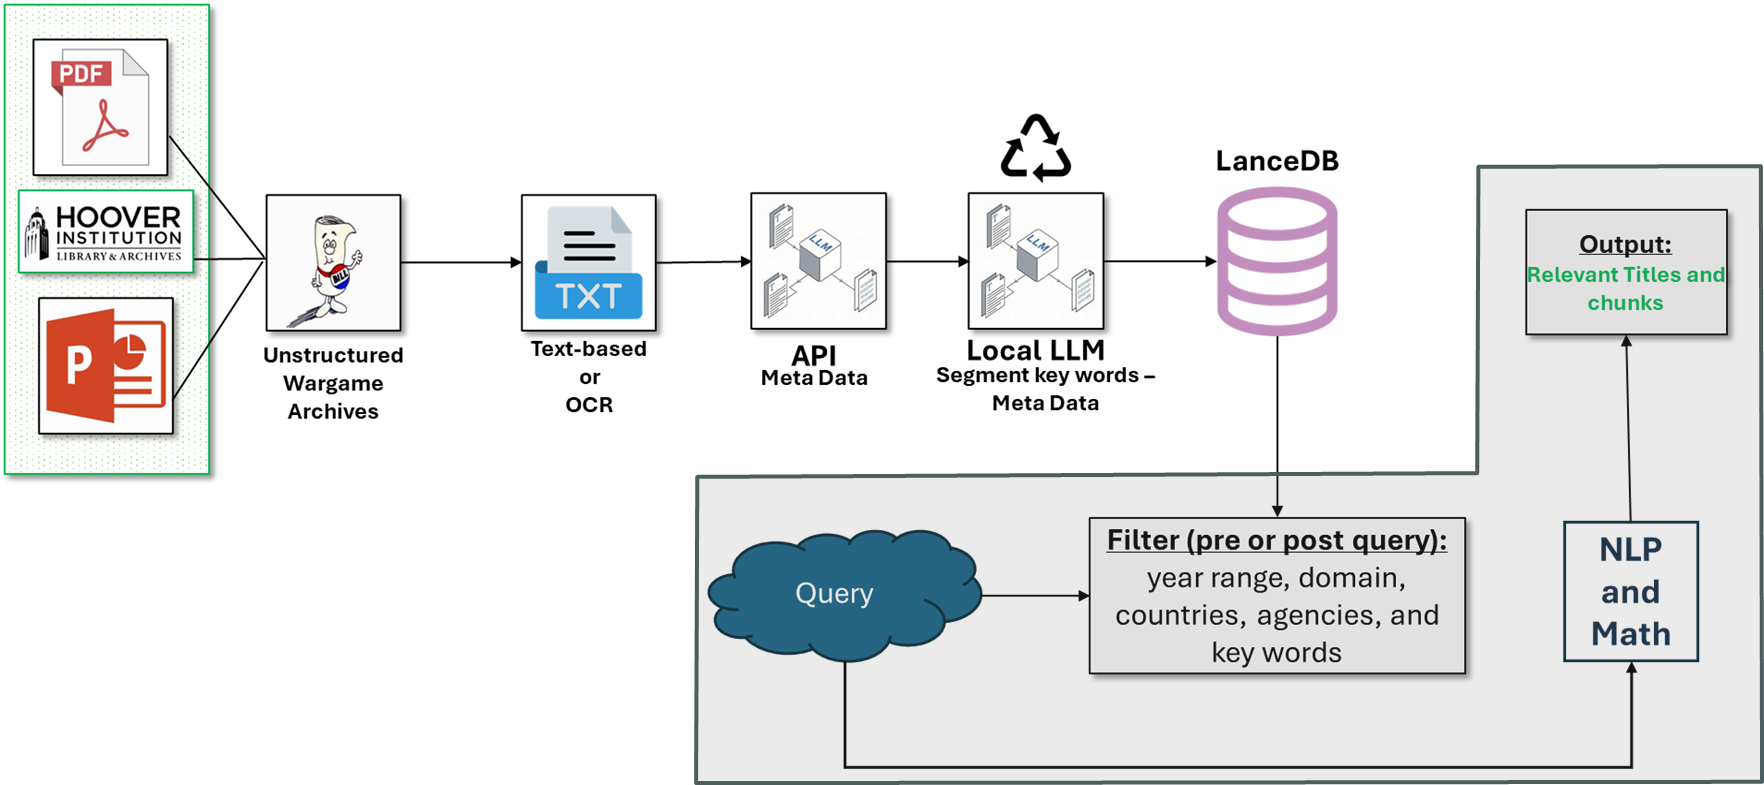 PDF
HOOVER
INSTITUTION
LIBRARY & ARCHIVES
P
BILL
Unstructured
Wargame
Archives
TXT
Text-based
or
OCR
LLM
API
Meta Data
LLM
Local LLM
Segment key words –
Meta Data
LanceDB
Output:
Relevant Titles and
chunks
Query
Filter (pre or post query):
year range, domain,
countries, agencies, and
key words
NLP
and
Math